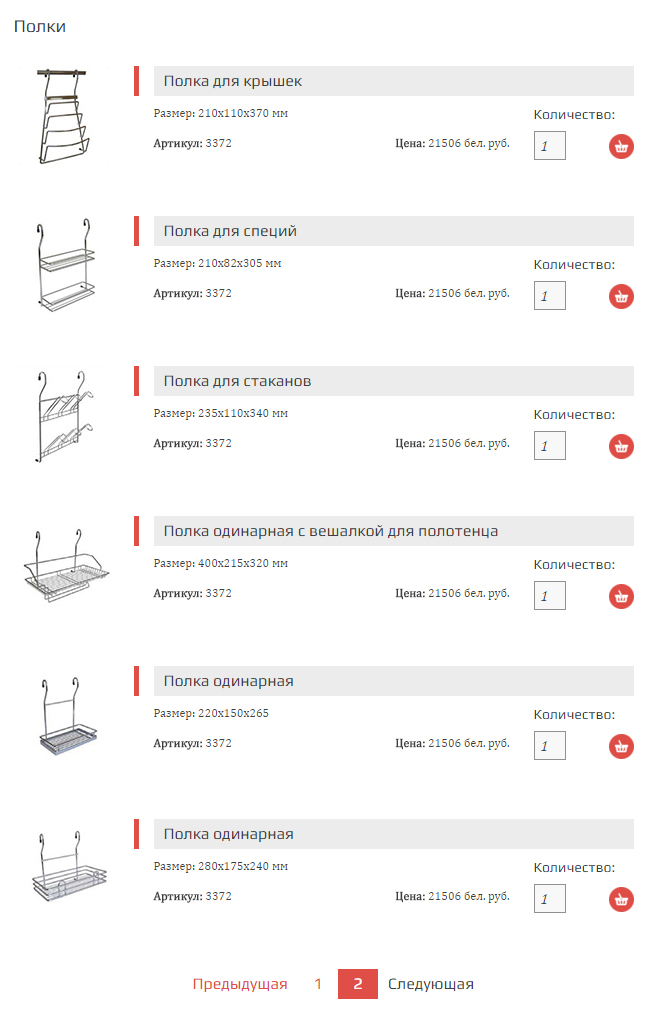 Полки
Полка для крышек
Размер: 210x110x370 мм
Количество:
Артикул: 3372
Цена: 21506 бел. руб.
1
Полка для специй
Размер: 210x82x305 мм
Количество:
Артикул: 3372
Цена: 21506 бел. руб.
1
Полка для стаканов
Размер: 235x110x340 мм
Количество:
Артикул: 3372
Цена: 21506 бел. руб.
1
Полка одинарная с вешалкой для полотенца
Размер: 400x215x320 мм
Количество:
Артикул: 3372
Цена: 21506 бел. руб.
1
Полка одинарная
Размер: 220x150x265
Количество:
Артикул: 3372
Цена: 21506 бел. руб.
1
Полка одинарная
Размер: 280x175x240 мм
Количество:
Артикул: 3372
Цена: 21506 бел. руб.
1
Предыдущая 1 2 Следующая